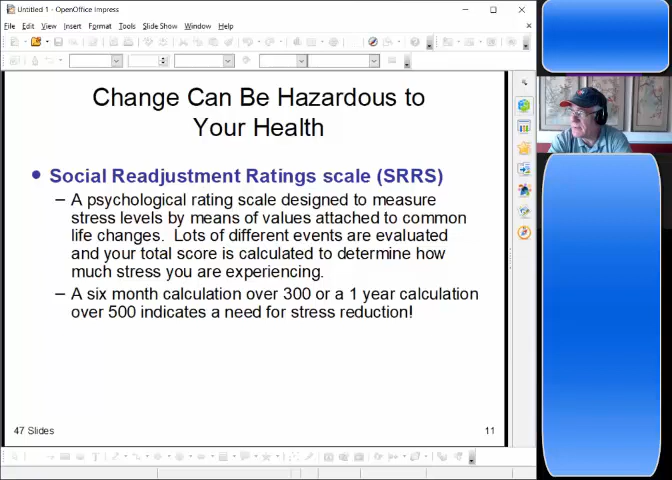 Untitled 1 - OpenOffice Impress
File Edit View Insert Format Tools Slide Show Window Help
Change Can Be Hazardous to
Your Health
• Social Readjustment Ratings scale (SRRS)
– A psychological rating scale designed to measure
stress levels by means of values attached to common
life changes. Lots of different events are evaluated
and your total score is calculated to determine how
much stress you are experiencing.
– A six month calculation over 300 or a 1 year calculation
over 500 indicates a need for stress reduction!
47 Slides
11